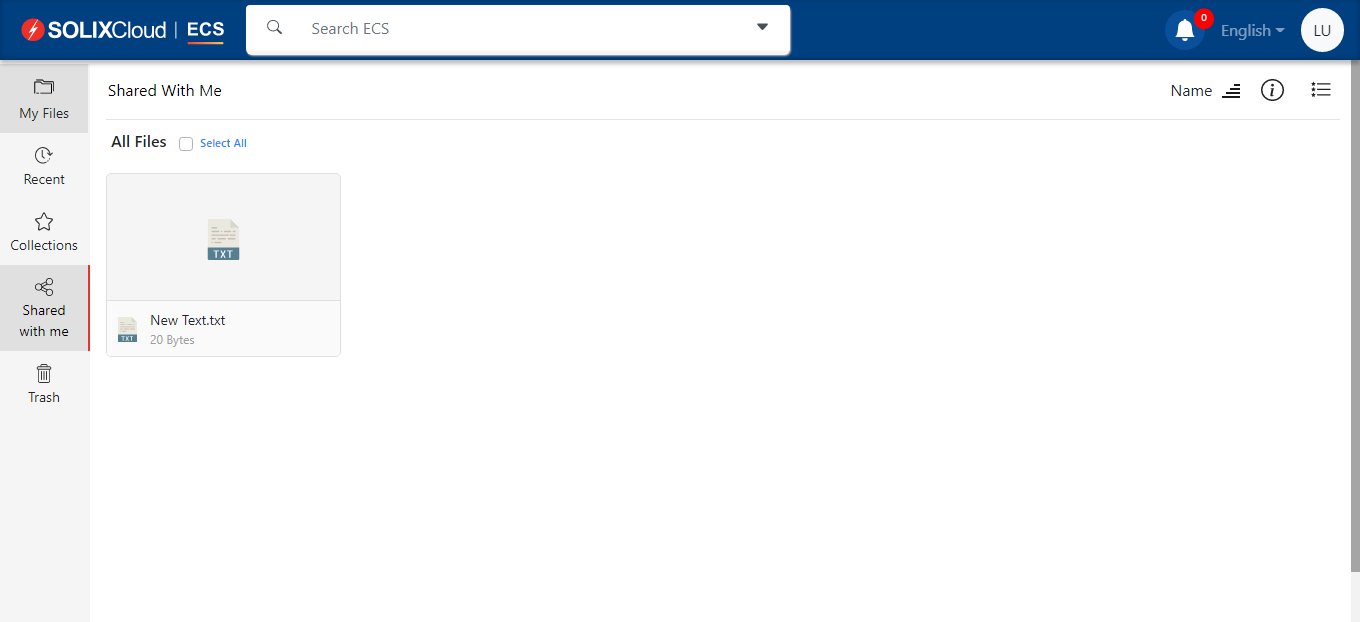 SOLIXCloud | ECS
Search ECS
0
English
LU
My Files
Recent
Collections
Shared
with me
Trash
Shared With Me
Name
All Files
Select All
TXT
TXT
New Text.txt
20 Bytes